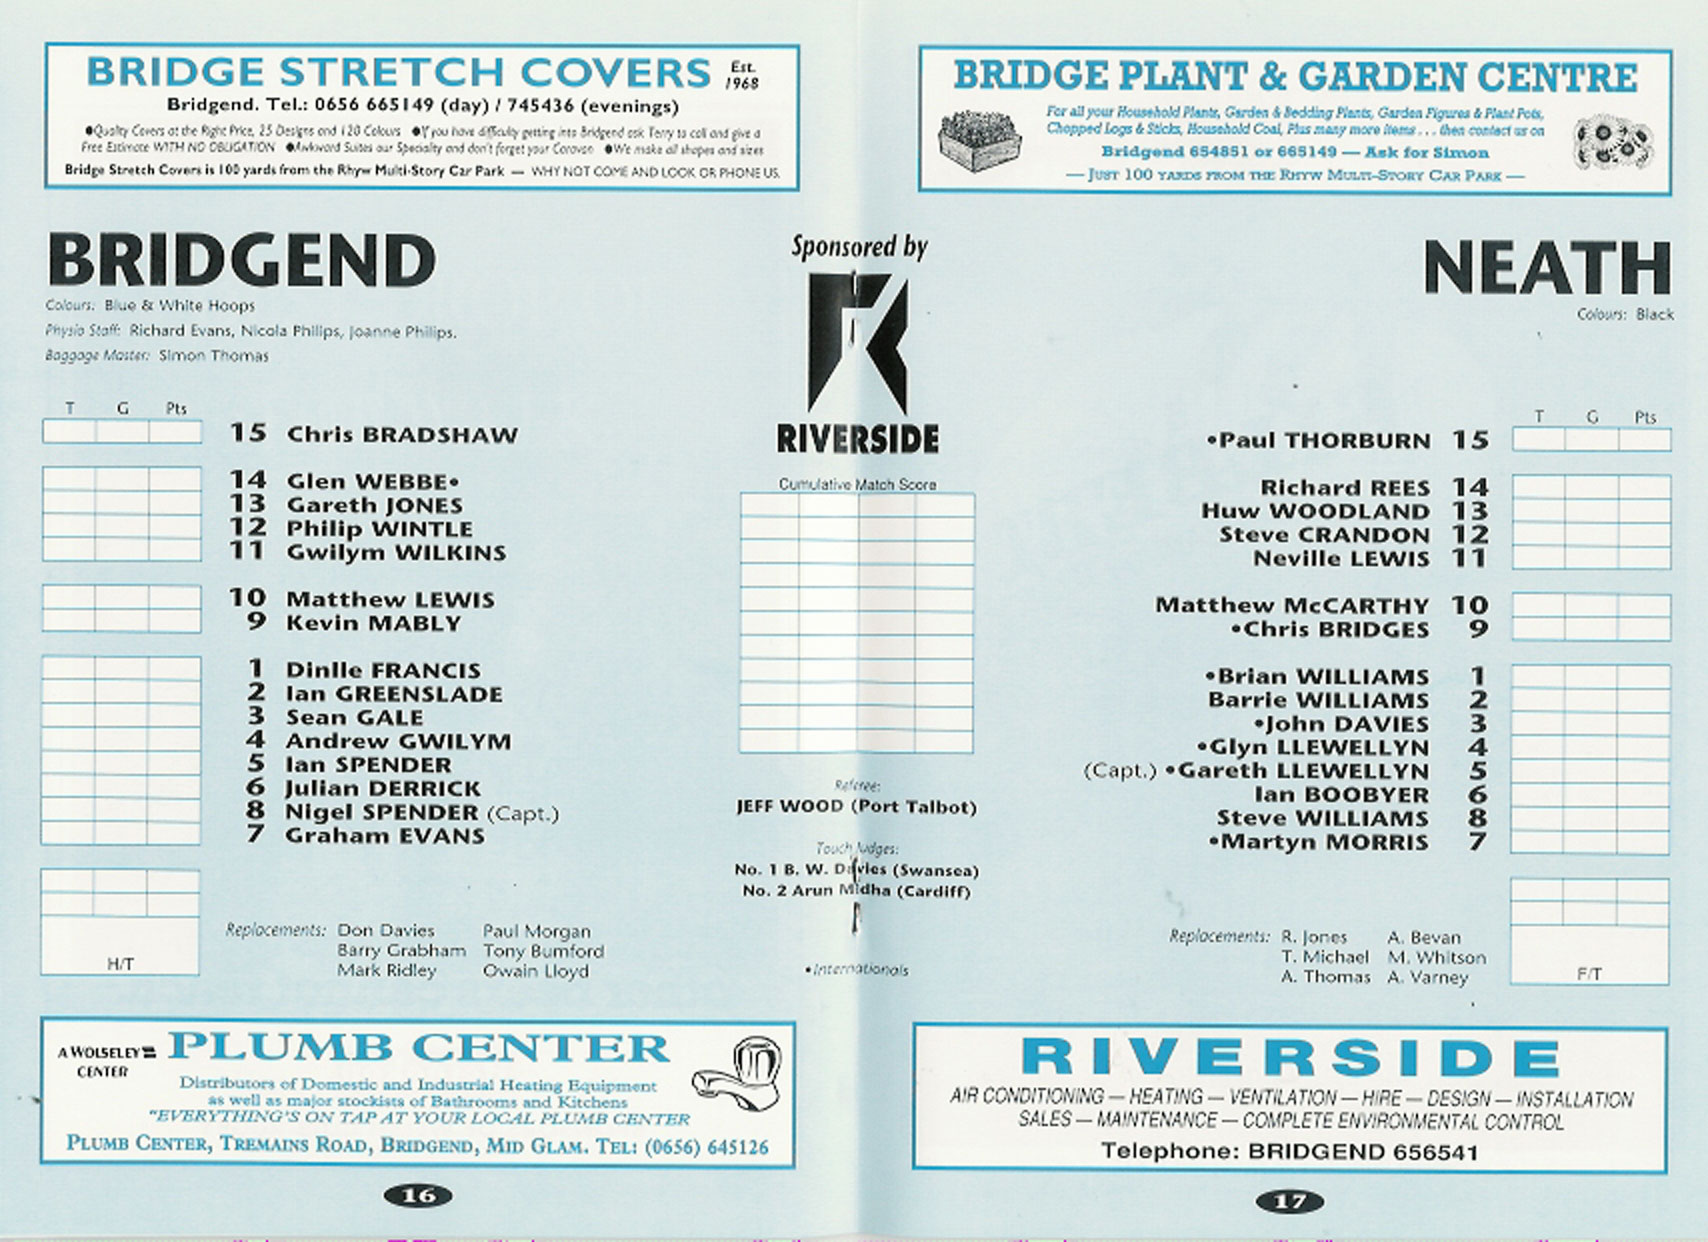 BRIDGE STRETCH COVERS Est. 1968
Bridgend. Tel.: 0656 665149 (day) / 745436 (evenings)
●Quality Covers at the Right Price, 25 Designs and 120 Colours ●If you have difficulty getting into Bridgend ask Terry to call and give a
Free Estimate WITH NO OBLIGATION ●Awkward Suites our Speciality and don't forget your Caravan ●We make all shapes and sizes
Bridge Stretch Covers is 100 yards from the Rhyw Multi-Story Car Park — WHY NOT COME AND LOOK OR PHONE US.
BRIDGE PLANT & GARDEN CENTRE
For all your Household Plants, Garden & Bedding Plants, Garden Figures & Plant Pots,
Chopped Logs & Sticks, Household Coal, Plus many more items . . . then contact us on
Bridgend 654851 or 665149 — Ask for Simon
— JUST 100 YARDS FROM THE RHYW MULTI-STORY CAR PARK —
BRIDGEND
Colours: Blue & White Hoops
Physio Staff: Richard Evans, Nicola Philips, Joanne Philips.
Baggage Master: Simon Thomas
T G Pts
15 Chris BRADSHAW
14 Glen WEBBE•
13 Gareth JONES
12 Philip WINTLE
11 Gwilym WILKINS
10 Matthew LEWIS
9 Kevin MABLY
1 Dinlle FRANCIS
2 Ian GREENSLADE
3 Sean GALE
4 Andrew GWILYM
5 Ian SPENDER
6 Julian DERRICK
8 Nigel SPENDER (Capt.)
7 Graham EVANS
H/T
Replacements: Don Davies Paul Morgan
Barry Grabham Tony Bumford
Mark Ridley Owain Lloyd
Sponsored by
RIVERSIDE
Cumulative Match Score
Referee:
JEFF WOOD (Port Talbot)
Touch Judges:
No. 1 B. W. Davies (Swansea)
No. 2 Arun Midha (Cardiff)
•Internationals
NEATH
Colours: Black
T G Pts
•Paul THORBURN 15
Richard REES 14
Huw WOODLAND 13
Steve CRANDON 12
Neville LEWIS 11
Matthew McCARTHY 10
•Chris BRIDGES 9
•Brian WILLIAMS 1
Barrie WILLIAMS 2
•John DAVIES 3
•Glyn LLEWELLYN 4
(Capt.) •Gareth LLEWELLYN 5
Ian BOOBYER 6
Steve WILLIAMS 8
•Martyn MORRIS 7
Replacements: R. Jones A. Bevan
T. Michael M. Whitson
A. Thomas A. Varney
F/T
A WOLSELEY CENTER
PLUMB CENTER
Distributors of Domestic and Industrial Heating Equipment
as well as major stockists of Bathrooms and Kitchens
"EVERYTHING'S ON TAP AT YOUR LOCAL PLUMB CENTER
PLUMB CENTER, TREMAINS ROAD, BRIDGEND, MID GLAM. TEL: (0656) 645126
RIVERSIDE
AIR CONDITIONING — HEATING — VENTILATION — HIRE — DESIGN — INSTALLATION
SALES — MAINTENANCE — COMPLETE ENVIRONMENTAL CONTROL
Telephone: BRIDGEND 656541
16
17